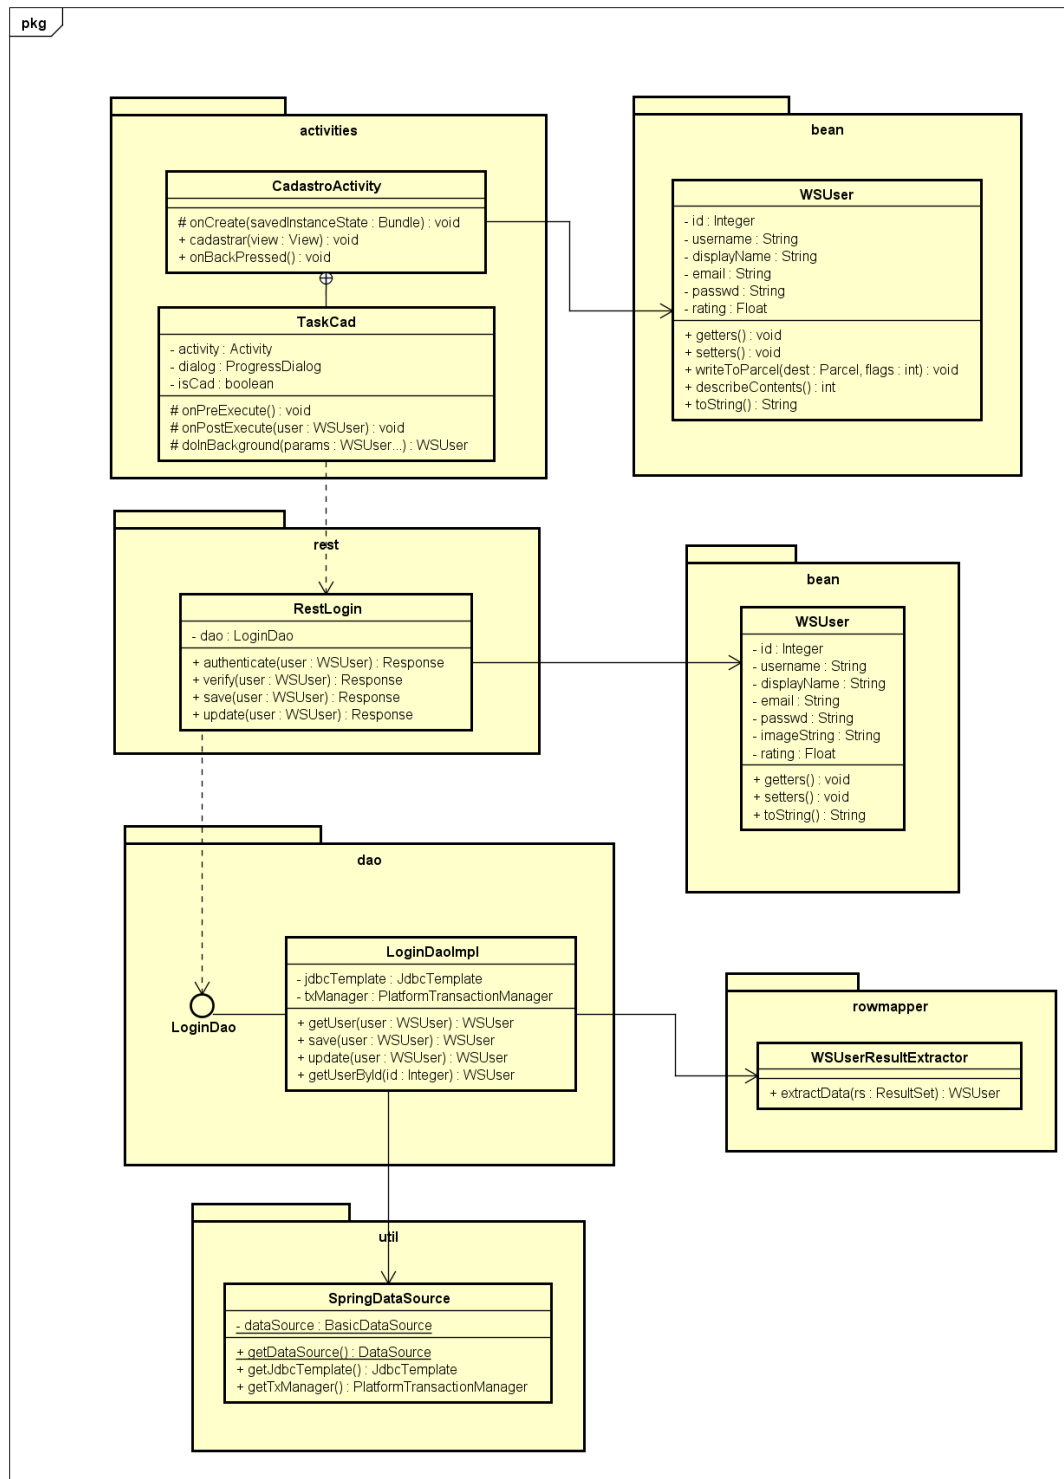 pkg
activities
CadastroActivity
# onCreate(savedInstanceState : Bundle) : void
+ cadastrar(view : View) : void
+ onBackPressed() : void
TaskCad
- activity : Activity
- dialog : ProgressDialog
- isCad : boolean
# onPreExecute() : void
# onPostExecute(user : WSUser) : void
# doInBackground(params : WSUser...) : WSUser
bean
WSUser
- id : Integer
- username : String
- displayName : String
- email : String
- passwd : String
- rating : Float
+ getters() : void
+ setters() : void
+ writeToParcel(dest : Parcel, flags : int) : void
+ describeContents() : int
+ toString() : String
rest
RestLogin
- dao : LoginDao
+ authenticate(user : WSUser) : Response
+ verify(user : WSUser) : Response
+ save(user : WSUser) : Response
+ update(user : WSUser) : Response
bean
WSUser
- id : Integer
- username : String
- displayName : String
- email : String
- passwd : String
- imageString : String
- rating : Float
+ getters() : void
+ setters() : void
+ toString() : String
dao
LoginDao
LoginDaoImpl
- jdbcTemplate : JdbcTemplate
- txManager : PlatformTransactionManager
+ getUser(user : WSUser) : WSUser
+ save(user : WSUser) : WSUser
+ update(user : WSUser) : WSUser
+ getUserById(id : Integer) : WSUser
rowmapper
WSUserResultExtractor
+ extractData(rs : ResultSet) : WSUser
util
SpringDataSource
- dataSource : BasicDataSource
+ getDataSource() : DataSource
+ getJdbcTemplate() : JdbcTemplate
+ getTxManager() : PlatformTransactionManager